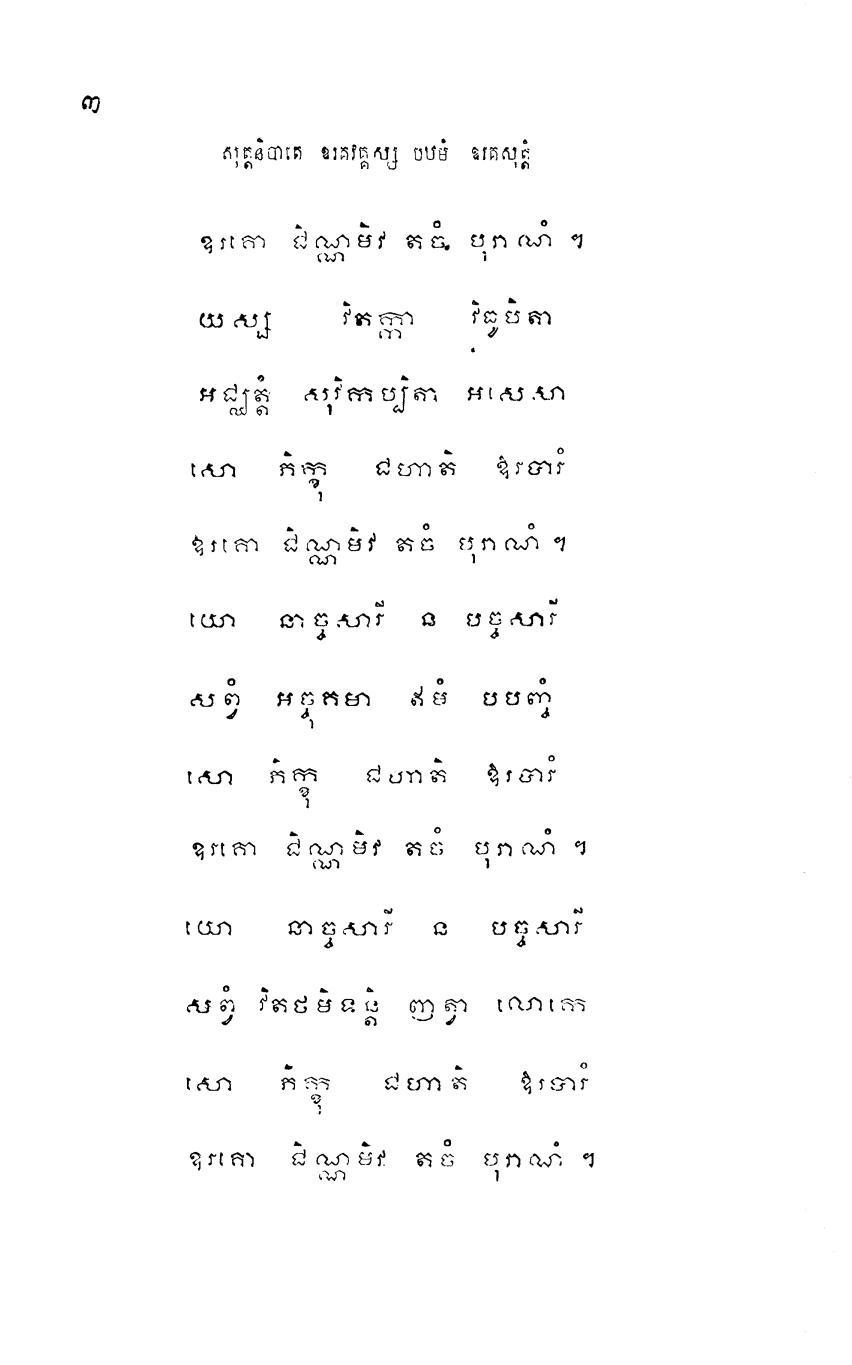 ៣
សុត្តនិបាតេ ឧរគវគ្គស្ស បឋមំ ឧរគសុត្តំ
ឧរគោ ជិណ្ណមិវ តចំ បុរាណំ ។
យស្ស វិតក្កា វិធូបិតា
អជ្ឈត្តំ សុវិកប្បិតា អសេសា
សោ ភិក្ខុ ជហាតិ ឱរបារំ
ឧរគោ ជិណ្ណមិវ តចំ បុរាណំ ។
យោ នាច្ចសារី ន បច្ចសារី
សព្វំ អច្ចគមា ឥមំ បបញ្ចំ
សោ ភិក្ខុ ជហាតិ ឱរបារំ
ឧរគោ ជិណ្ណមិវ តចំ បុរាណំ ។
យោ នាច្ចសារី ន បច្ចសារី
សព្វំ វិតថមិទន្តិ ញត្វា លោកេ
សោ ភិក្ខុ ជហាតិ ឱរបារំ
ឧរគោ ជិណ្ណមិវ តចំ បុរាណំ ។